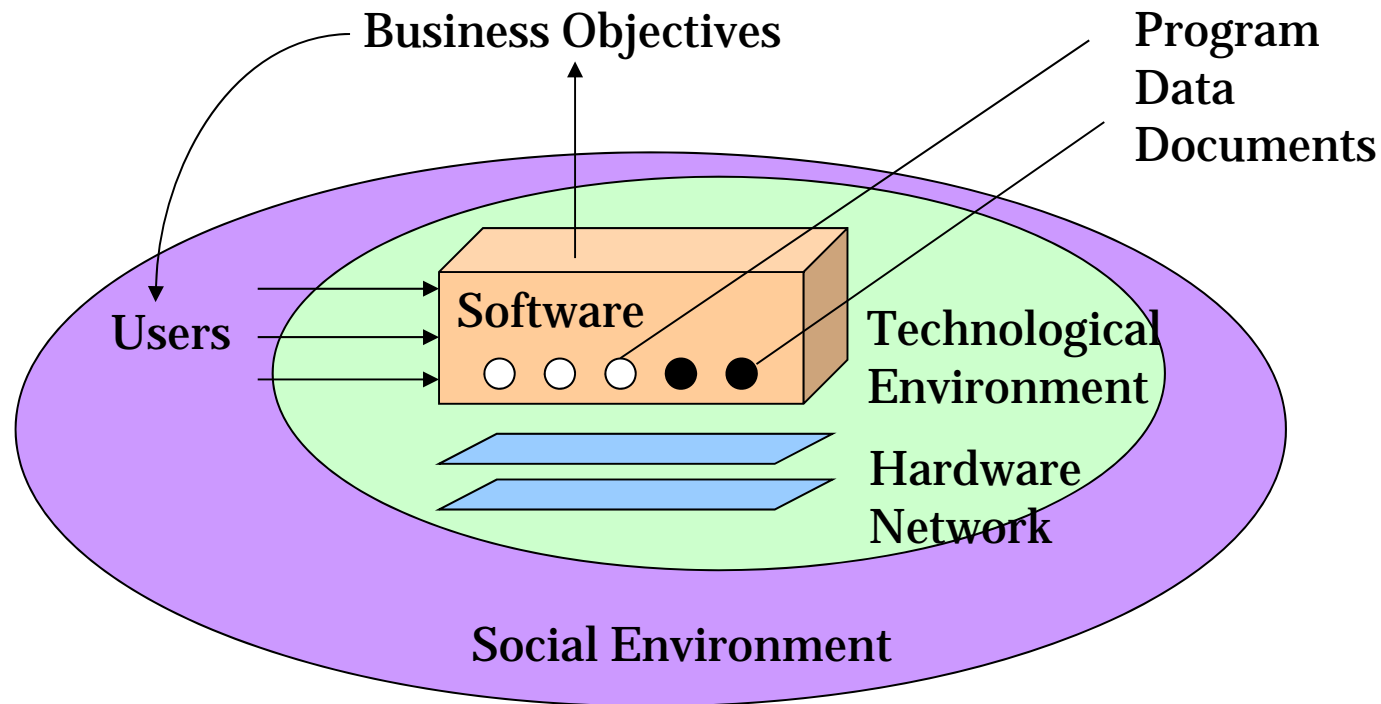 Business Objectives
Program
Data
Documents
Software
Users
Technological
Environment
Hardware
Network
Social Environment